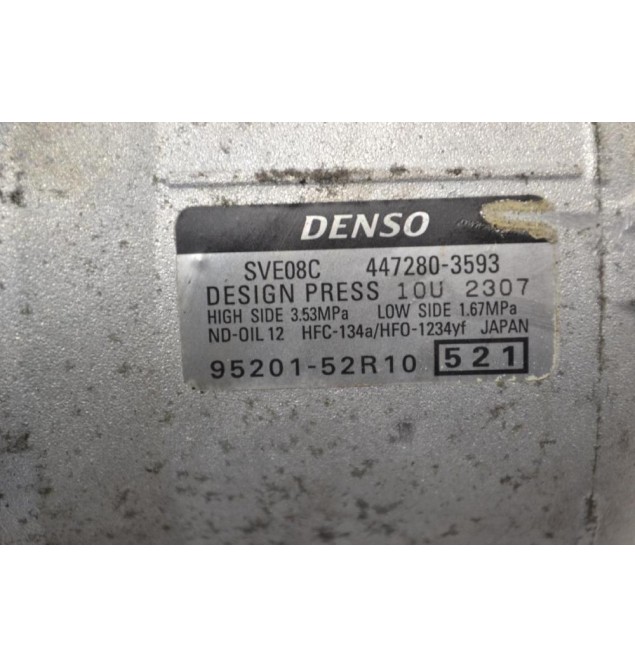 DENSO
SVE08C 447280-3593
DESIGN PRESS 10U 2307
HIGH SIDE 3.53MPa LOW SIDE 1.67MPa
ND-OIL 12 HFC-134a/HFO-1234yf JAPAN
95201-52R10 521